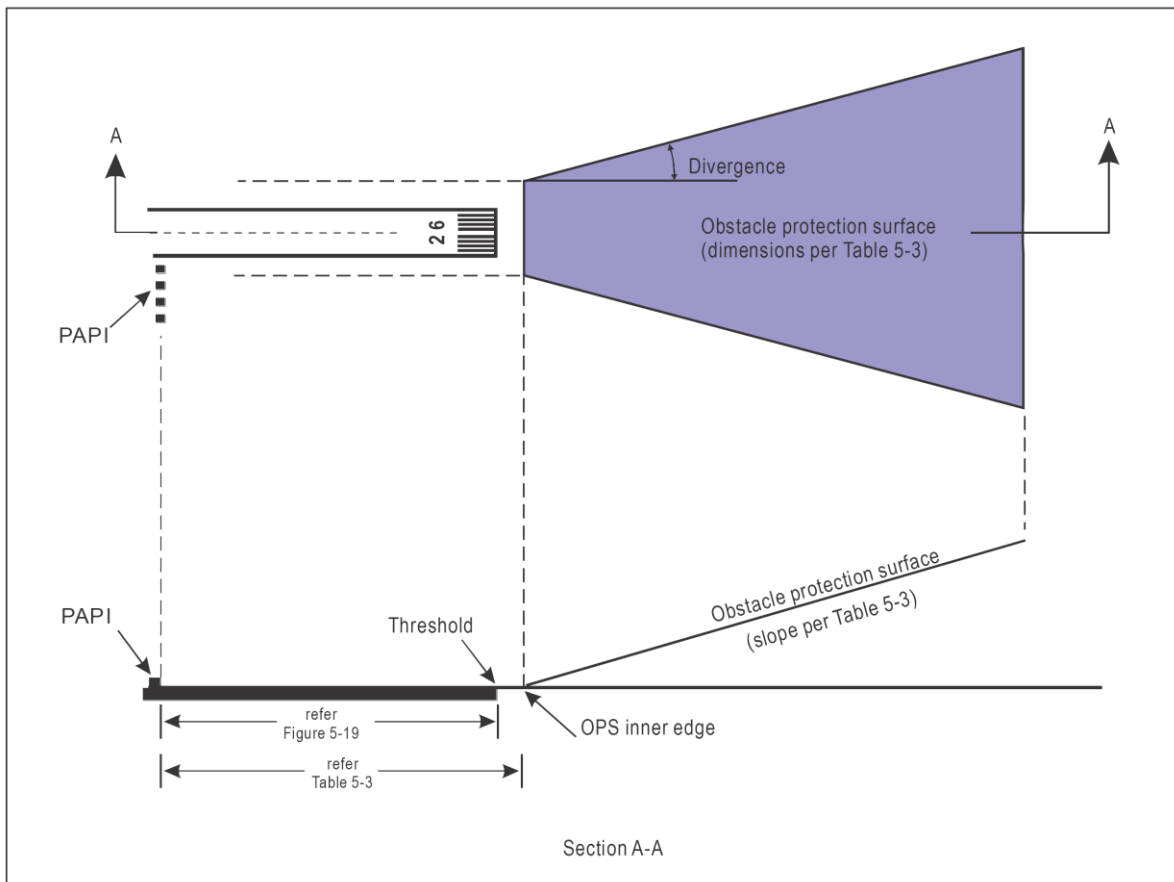 A
A
Divergence
Obstacle protection surface
(dimensions per Table 5-3)
26
PAPI
Obstacle protection surface
(slope per Table 5-3)
PAPI
Threshold
refer
Figure 5-19
OPS inner edge
refer
Table 5-3
Section A-A